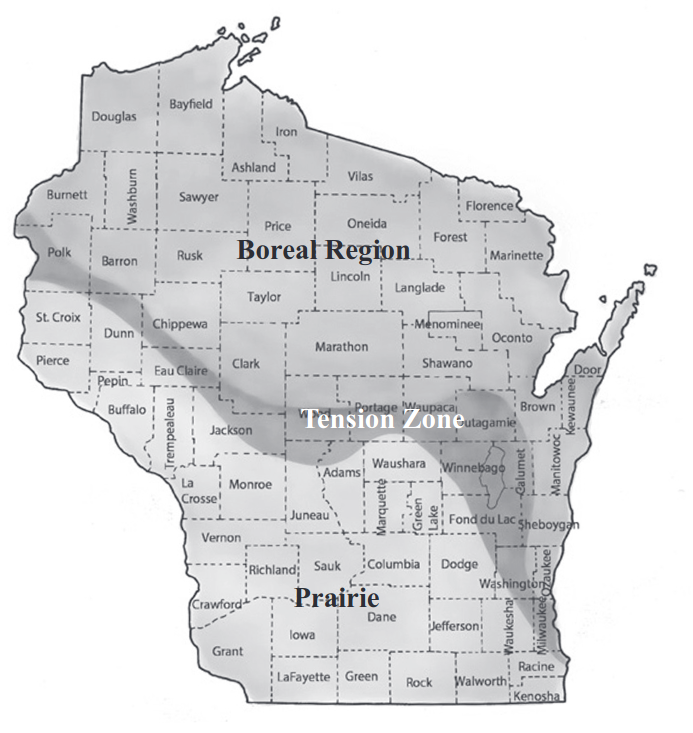 Douglas
Bayfield
Iron
Ashland
Vilas
Burnett
Washburn
Sawyer
Price
Oneida
Florence
Forest
Marinette
Polk
Barron
Rusk
Boreal Region
Lincoln
Langlade
Taylor
St. Croix
Dunn
Chippewa
Menominee
Oconto
Marathon
Clark
Shawano
Pierce
Eau Claire
Door
Pepin
Buffalo
Trempealeau
Jackson
Wood
Portage
Waupaca
Tension Zone
Outagamie
Brown
Kewaunee
Adams
Waushara
Winnebago
Calumet
Manitowoc
La
Crosse
Monroe
Juneau
Marquette
Green
Lake
Fond du Lac
Sheboygan
Vernon
Richland
Sauk
Columbia
Dodge
Washington
Ozaukee
Prairie
Crawford
Iowa
Dane
Jefferson
Waukesha
Milwaukee
Grant
LaFayette
Green
Rock
Walworth
Racine
Kenosha